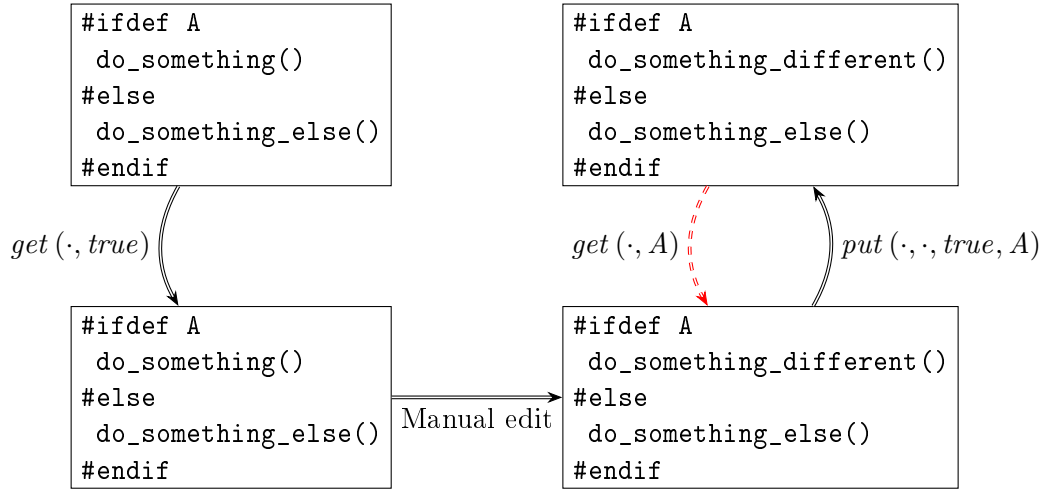 #ifdef A
 do_something()
#else
 do_something_else()
#endif
#ifdef A
 do_something_different()
#else
 do_something_else()
#endif
get (·, true)
get (·, A)
put (·, ·, true, A)
#ifdef A
 do_something()
#else
 do_something_else()
#endif
Manual edit
#ifdef A
 do_something_different()
#else
 do_something_else()
#endif